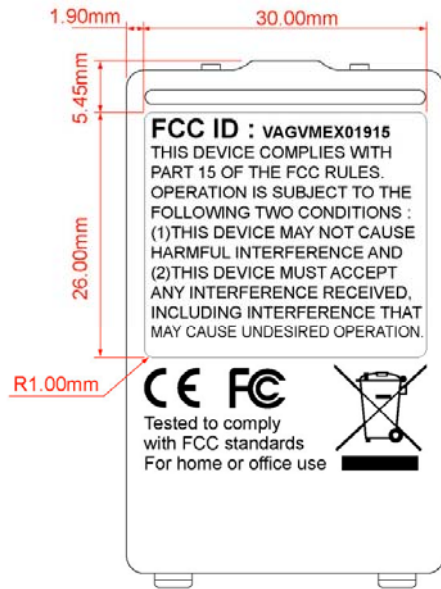 1.90mm
30.00mm
5.45mm
26.00mm
FCC ID : VAGVMEX01915
THIS DEVICE COMPLIES WITH
PART 15 OF THE FCC RULES.
OPERATION IS SUBJECT TO THE
FOLLOWING TWO CONDITIONS :
(1)THIS DEVICE MAY NOT CAUSE
HARMFUL INTERFERENCE AND
(2)THIS DEVICE MUST ACCEPT
ANY INTERFERENCE RECEIVED,
INCLUDING INTERFERENCE THAT
MAY CAUSE UNDESIRED OPERATION.
R1.00mm
CE FC
Tested to comply
with FCC standards
For home or office use